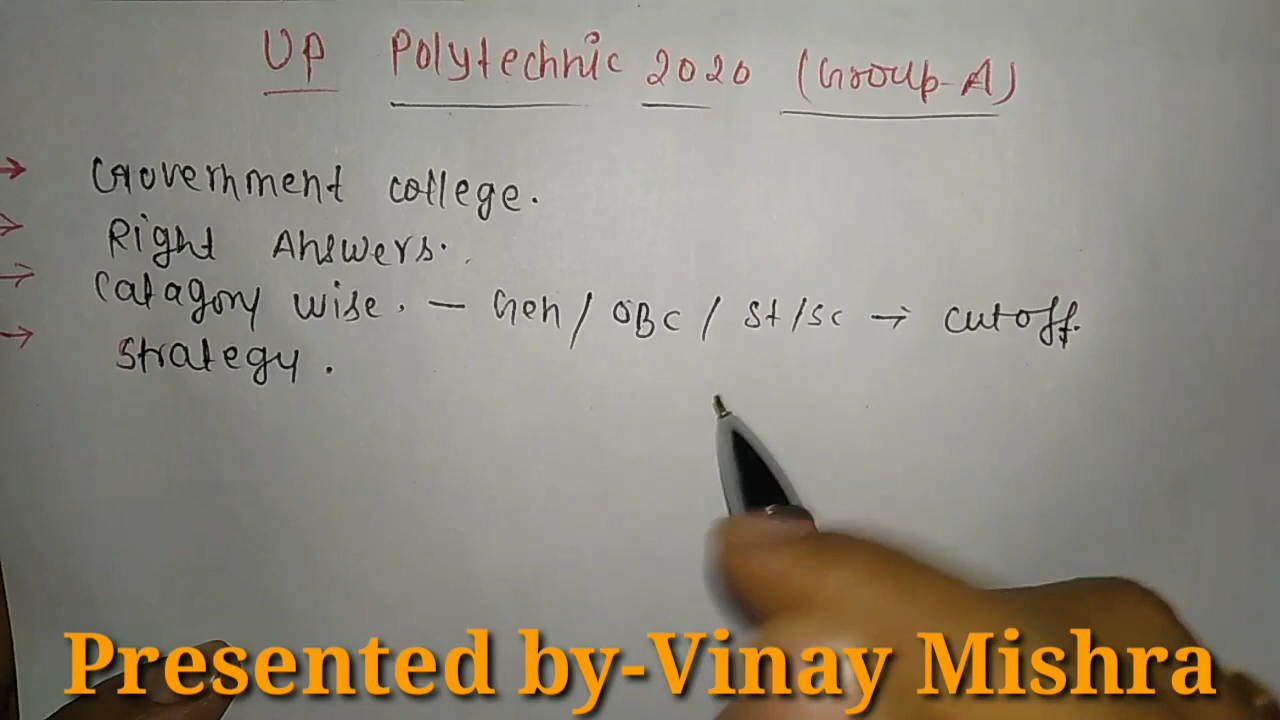 UP Polytechnic 2020 (Group-A)
→ Government college.
→ Right Answers.
→ Catagory wise. - Gen / OBC / St/Sc → cutoff.
→ Strategy.
Presented by-Vinay Mishra